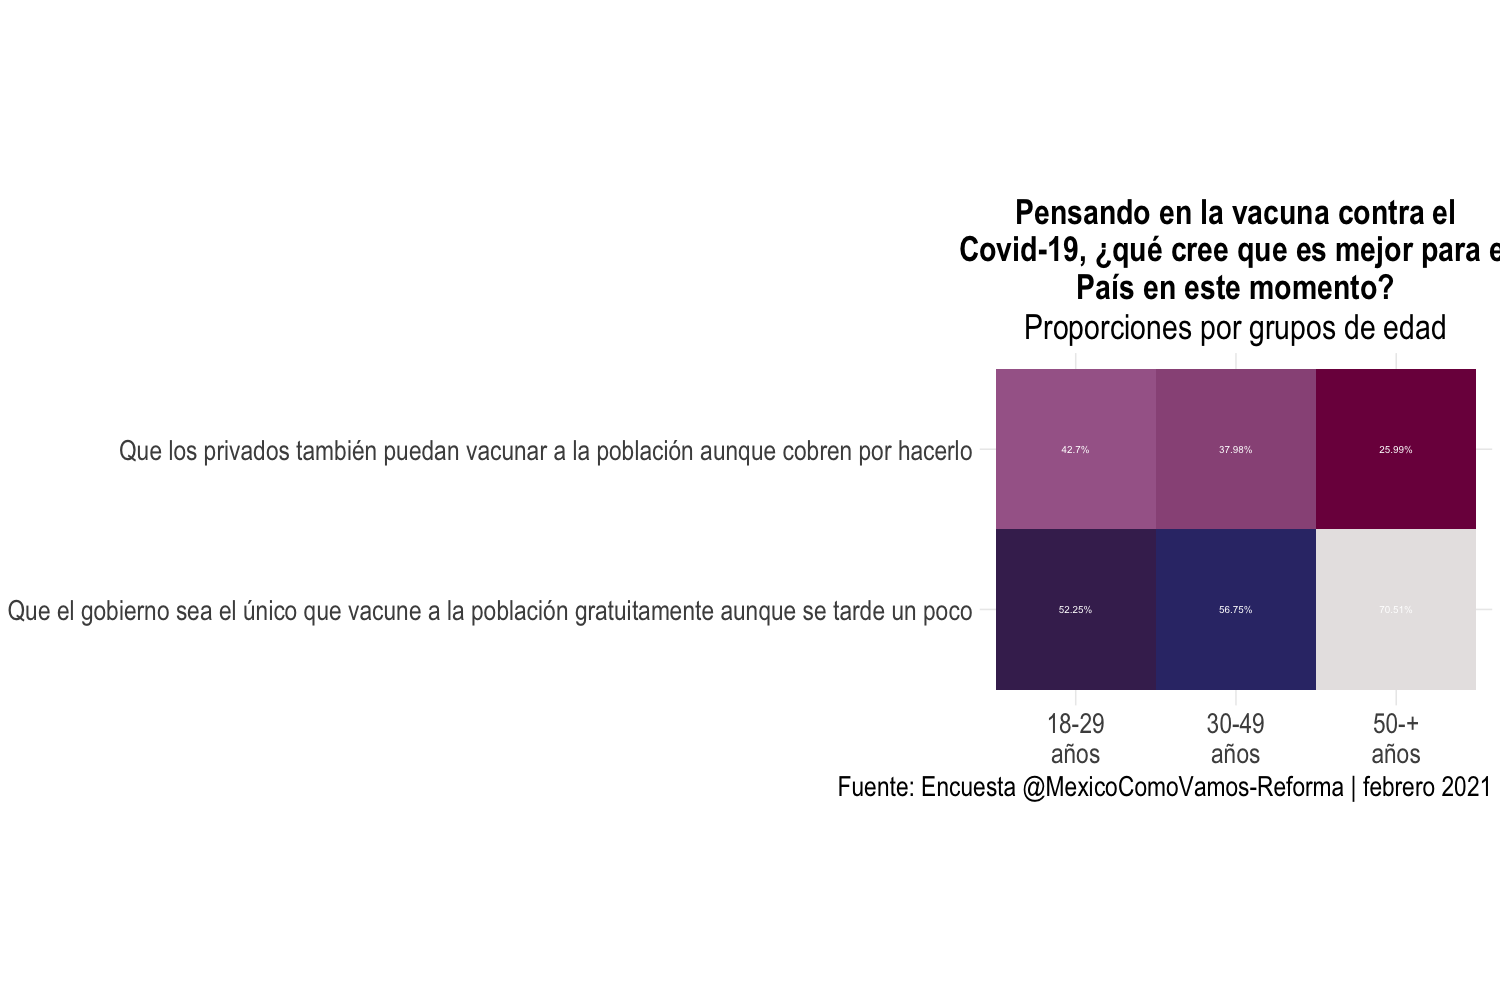 Pensando en la vacuna contra el
Covid-19, ¿qué cree que es mejor para e
País en este momento?
Proporciones por grupos de edad
Que los privados también puedan vacunar a la población aunque cobren por hacerlo
42.7% 37.98% 25.99%
Que el gobierno sea el único que vacune a la población gratuitamente aunque se tarde un poco
52.25% 56.75% 70.51%
18-29 30-49 50-+
años años años
Fuente: Encuesta @MexicoComoVamos-Reforma | febrero 2021